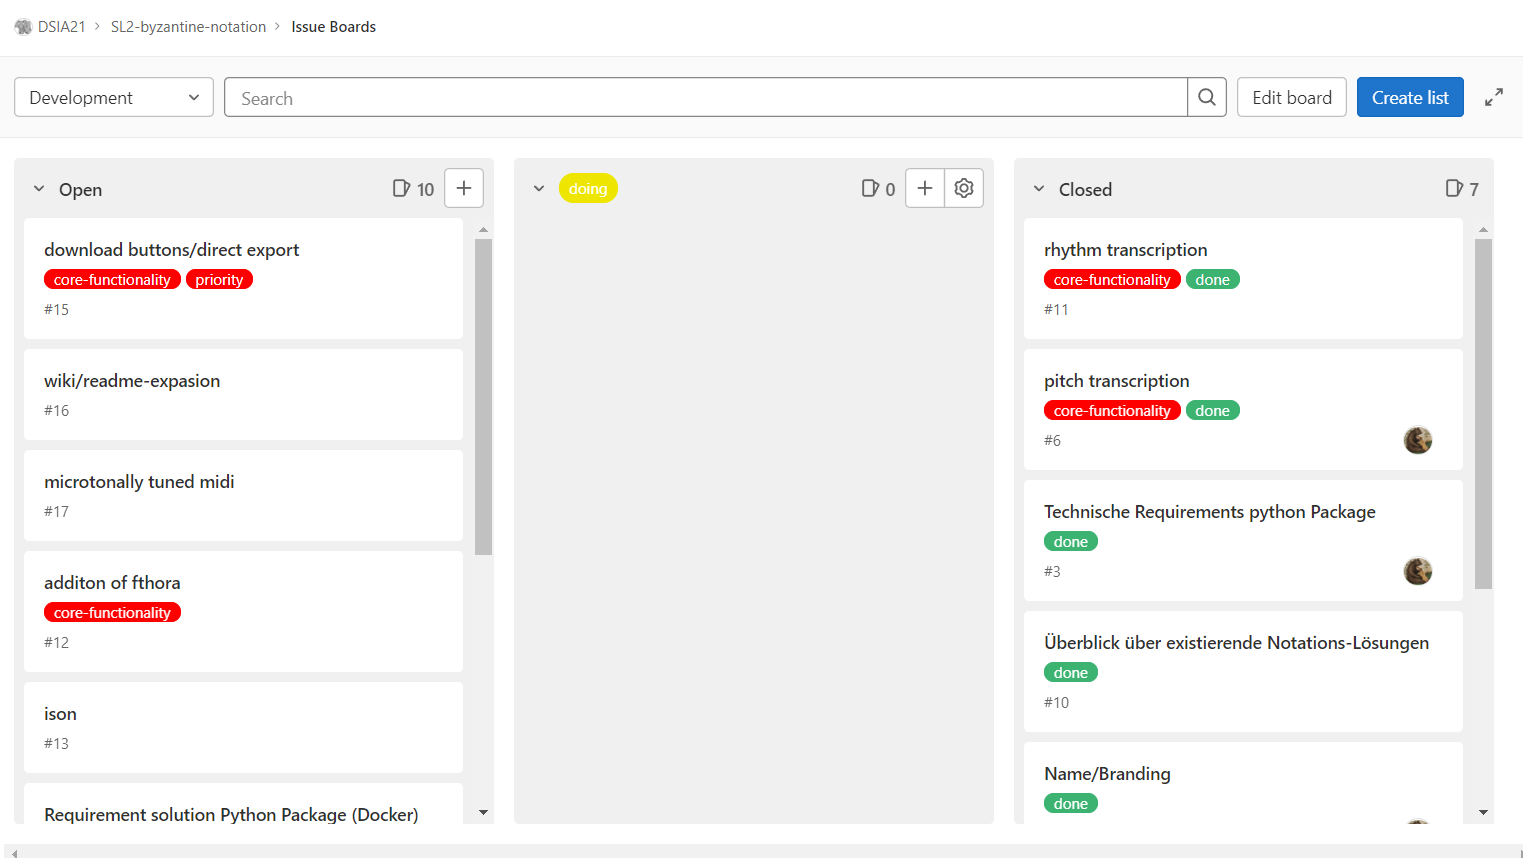 DSIA21 > SL2-byzantine-notation > Issue Boards
Development
Search
Edit board
Create list
Open
10
download buttons/direct export
core-functionality
priority
#15
wiki/readme-expasion
#16
microtonally tuned midi
#17
additon of fthora
core-functionality
#12
ison
#13
Requirement solution Python Package (Docker)
doing
0
Closed
7
rhythm transcription
core-functionality
done
#11
pitch transcription
core-functionality
done
#6
Technische Requirements python Package
done
#3
Überblick über existierende Notations-Lösungen
done
#10
Name/Branding
done